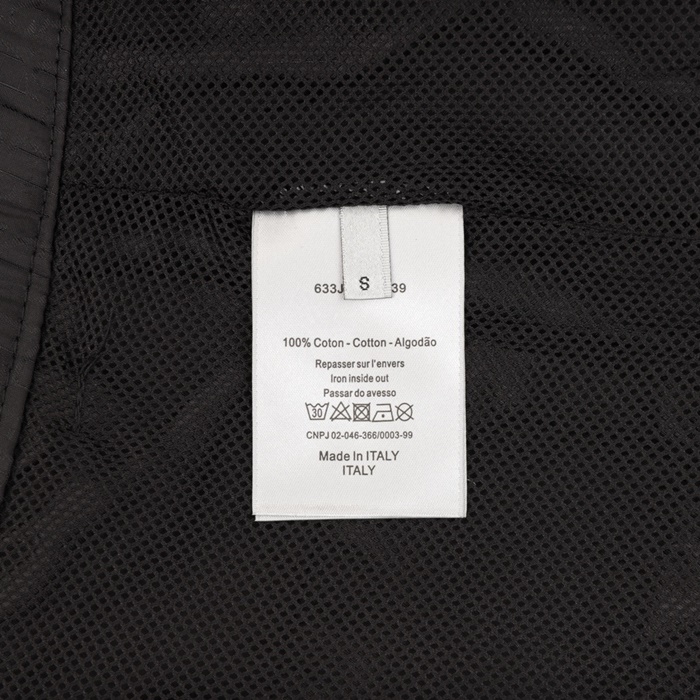 S
633J 39
100% Coton - Cotton - Algodão
Repasser sur l'envers
Iron inside out
Passar do avesso
30
CNPJ 02-046-366/0003-99
Made In ITALY
ITALY